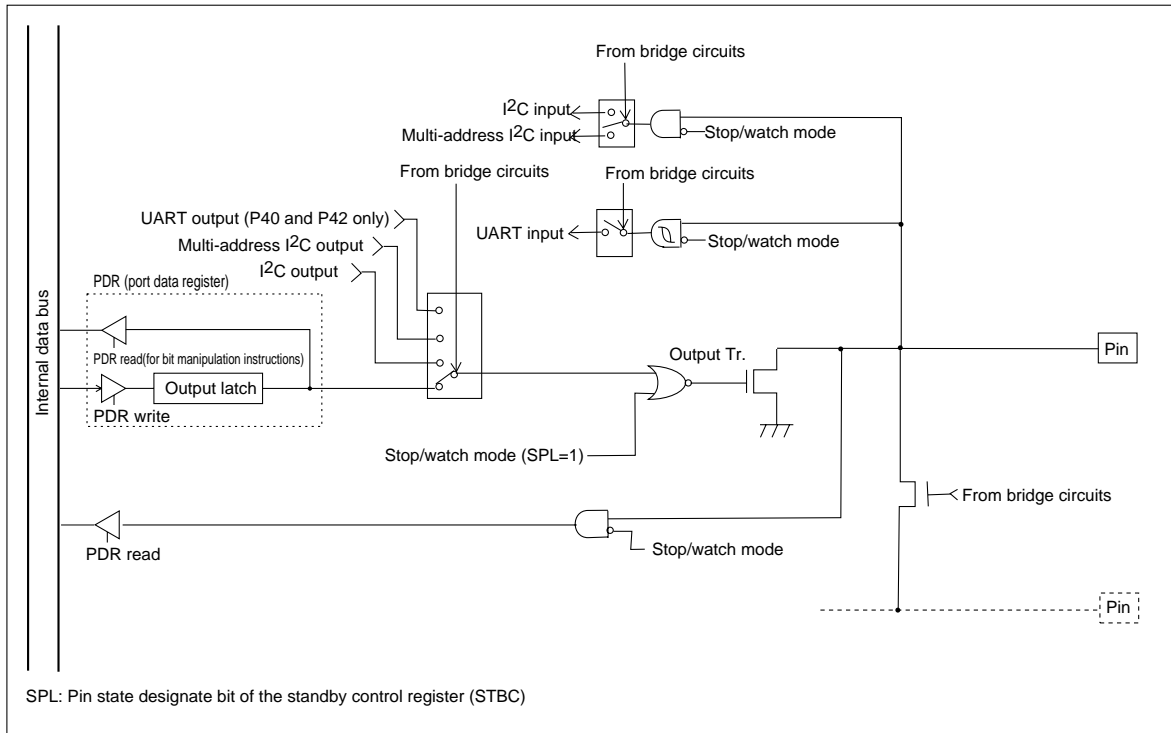 From bridge circuits
I²C input
Multi-address I²C input
Stop/watch mode
From bridge circuits
From bridge circuits
UART output (P40 and P42 only)
UART input
Stop/watch mode
Multi-address I²C output
I²C output
PDR (port data register)
Internal data bus
PDR read(for bit manipulation instructions)
Output latch
PDR write
Output Tr.
Pin
Stop/watch mode (SPL=1)
From bridge circuits
PDR read
Stop/watch mode
Pin
SPL: Pin state designate bit of the standby control register (STBC)